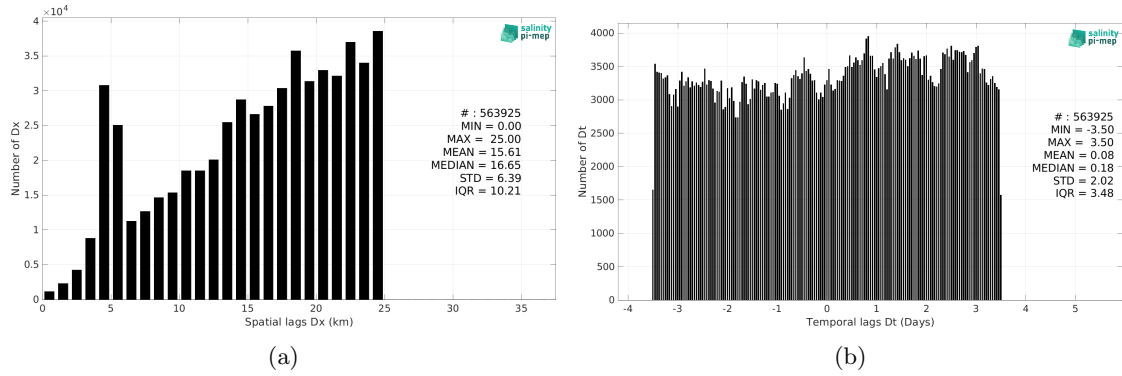 ×10⁴
4
3.5
3
2.5
2
1.5
1
0.5
0
Number of Dx
0 5 10 15 20 25 30 35
Spatial lags Dx (km)
salinity
pi-mep
# : 563925
MIN = 0.00
MAX = 25.00
MEAN = 15.61
MEDIAN = 16.65
STD = 6.39
IQR = 10.21
(a)
4000
3500
3000
2500
2000
1500
1000
500
0
Number of Dt
-4 -3 -2 -1 0 1 2 3 4 5
Temporal lags Dt (Days)
salinity
pi-mep
# : 563925
MIN = -3.50
MAX = 3.50
MEAN = 0.08
MEDIAN = 0.18
STD = 2.02
IQR = 3.48
(b)